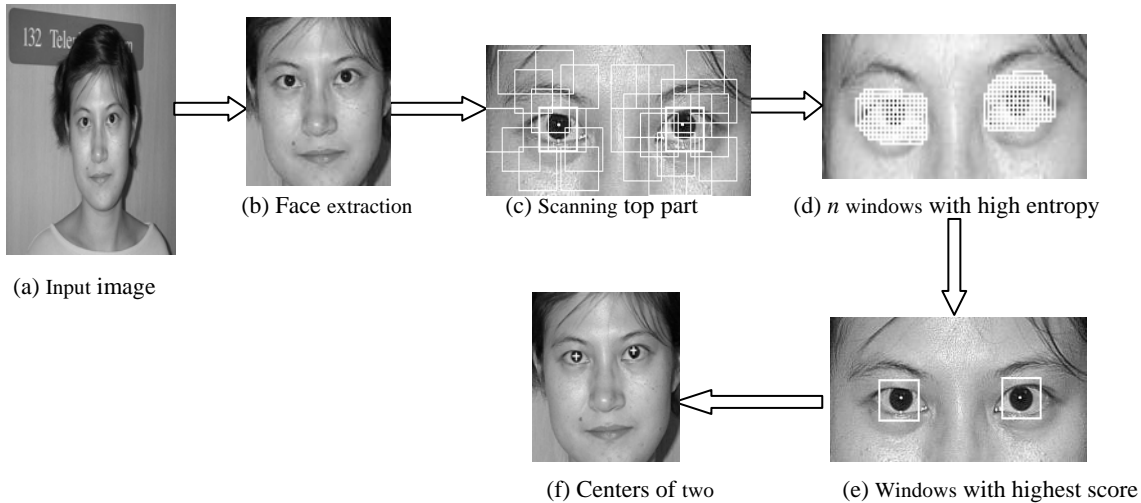 132
(a) Input image
(b) Face extraction
(c) Scanning top part
(d) n windows with high entropy
(e) Windows with highest score
(f) Centers of two